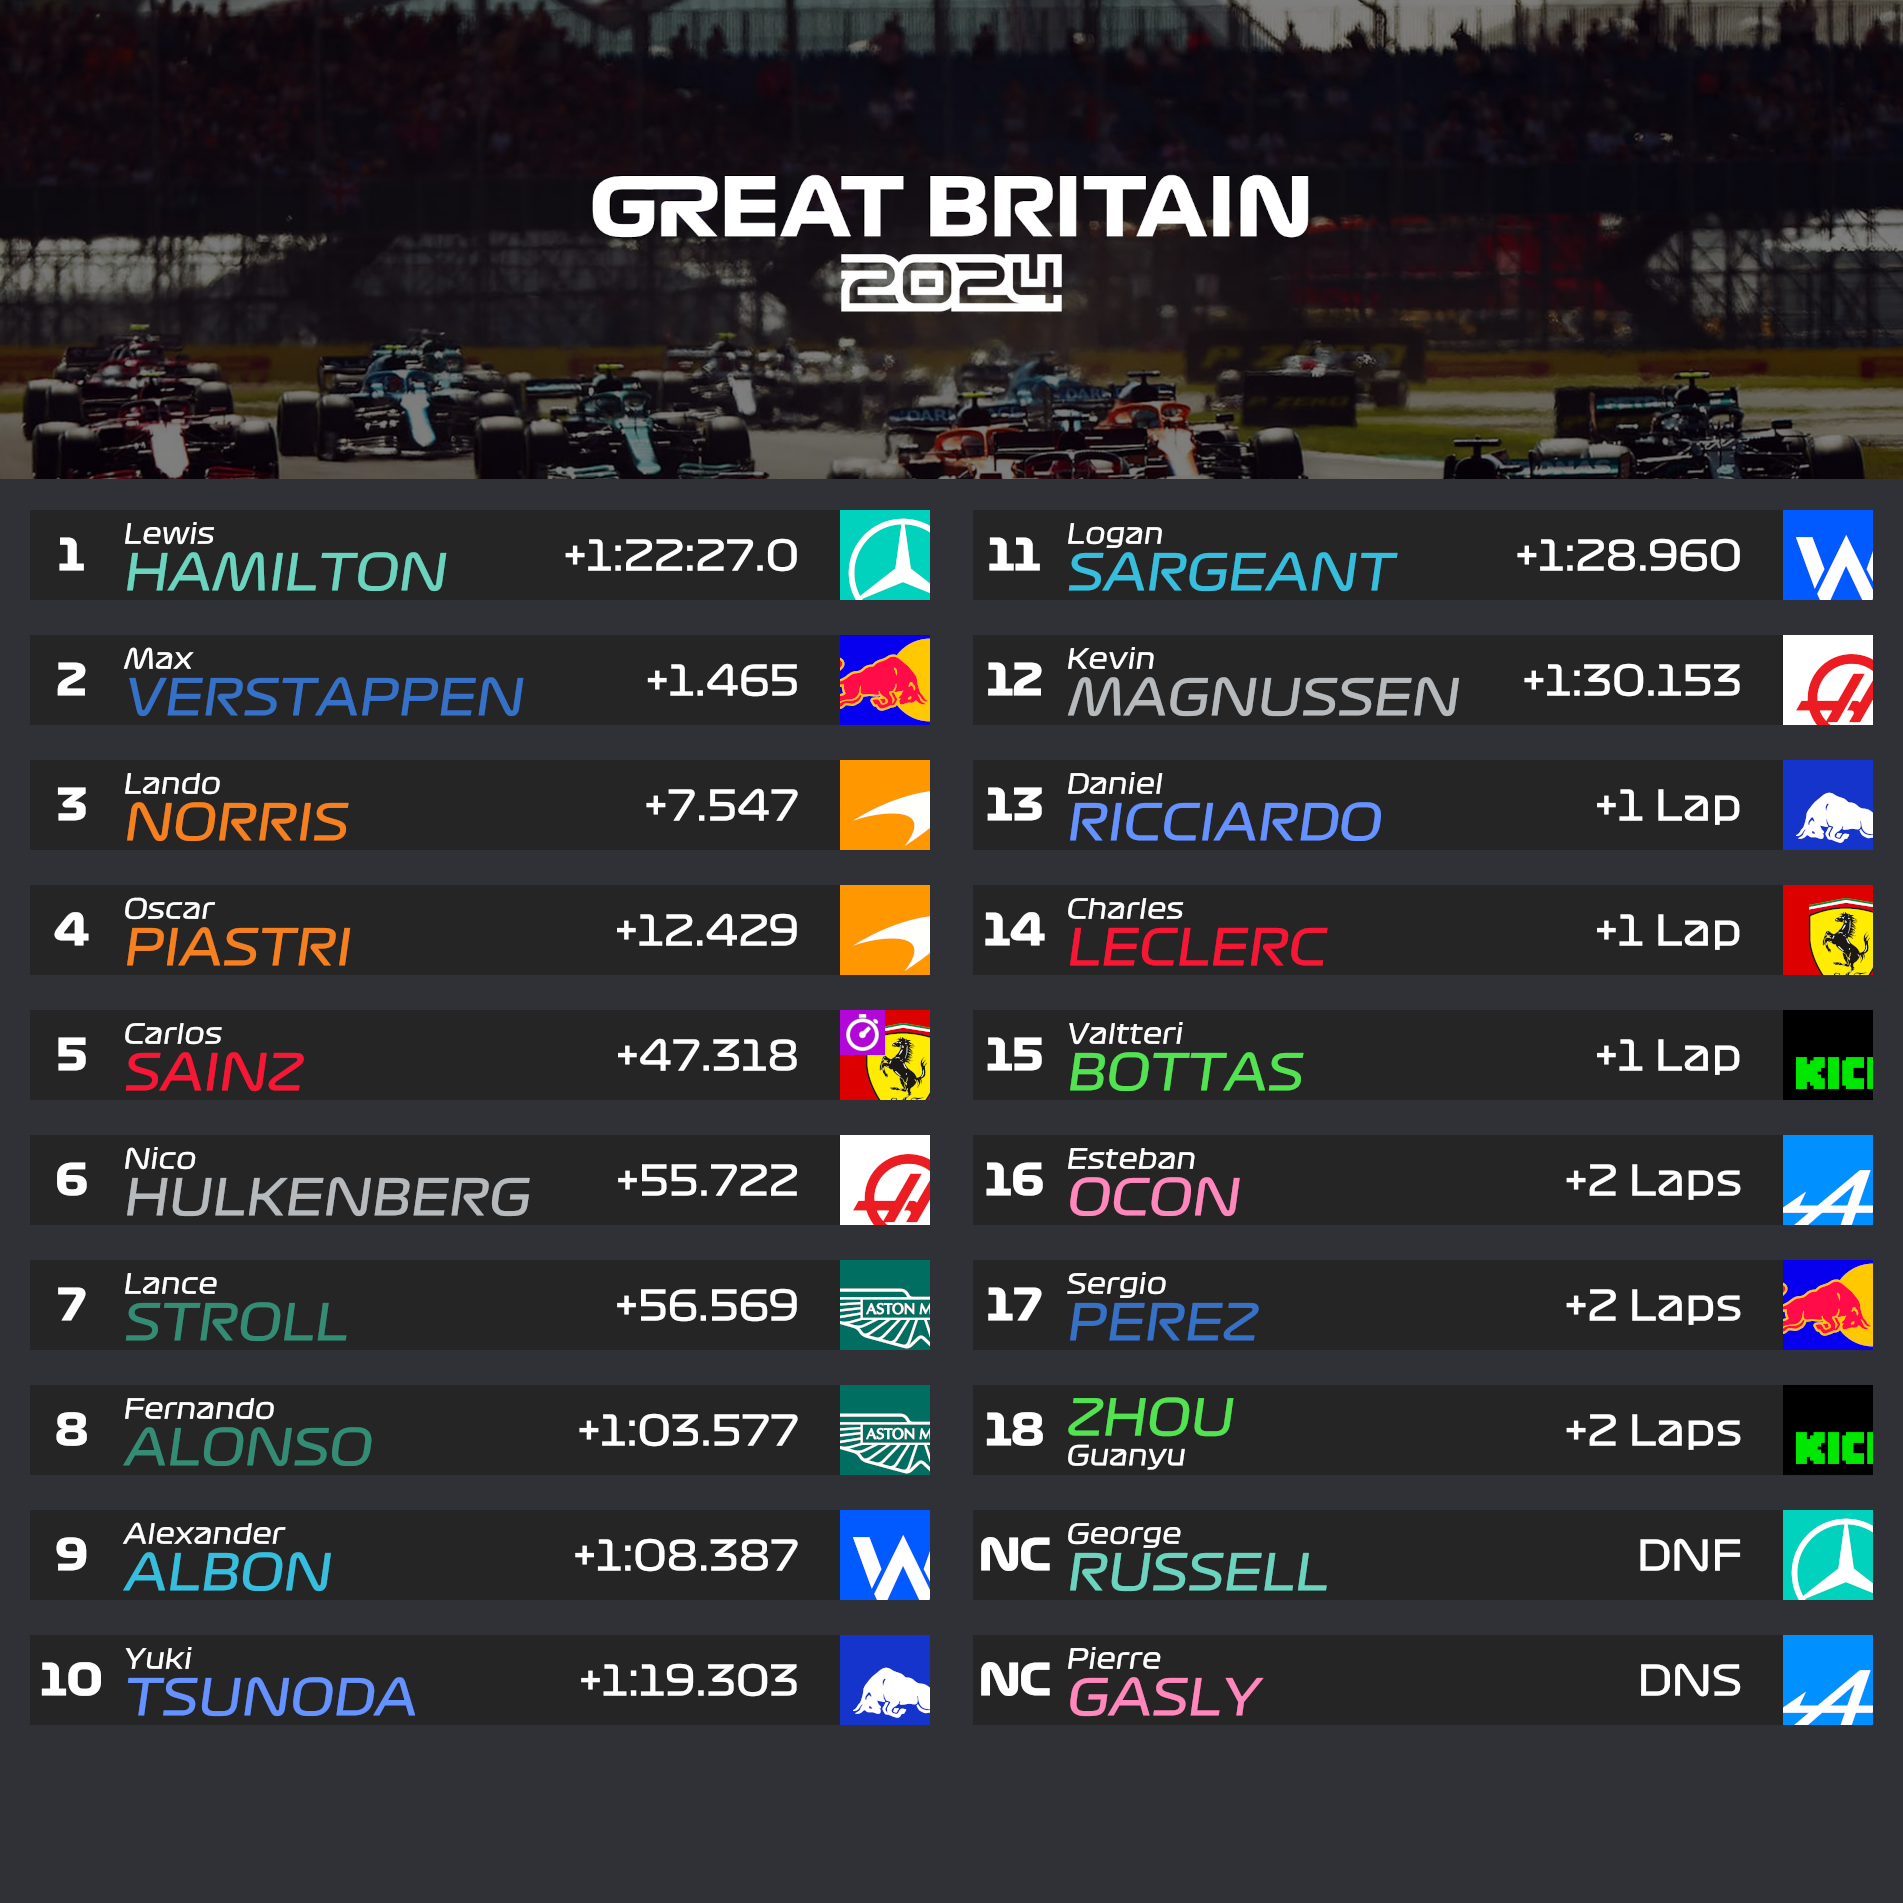 GREAT BRITAIN
2024
1 Lewis HAMILTON +1:22:27.0
2 Max VERSTAPPEN +1.465
3 Lando NORRIS +7.547
4 Oscar PIASTRI +12.429
5 Carlos SAINZ +47.318
6 Nico HULKENBERG +55.722
7 Lance STROLL +56.569
ASTON M
8 Fernando ALONSO +1:03.577
ASTON M
9 Alexander ALBON +1:08.387
10 Yuki TSUNODA +1:19.303
11 Logan SARGEANT +1:28.960
12 Kevin MAGNUSSEN +1:30.153
13 Daniel RICCIARDO +1 Lap
14 Charles LECLERC +1 Lap
15 Valtteri BOTTAS +1 Lap
KICK
16 Esteban OCON +2 Laps
17 Sergio PEREZ +2 Laps
18 ZHOU Guanyu +2 Laps
KICK
NC George RUSSELL DNF
NC Pierre GASLY DNS